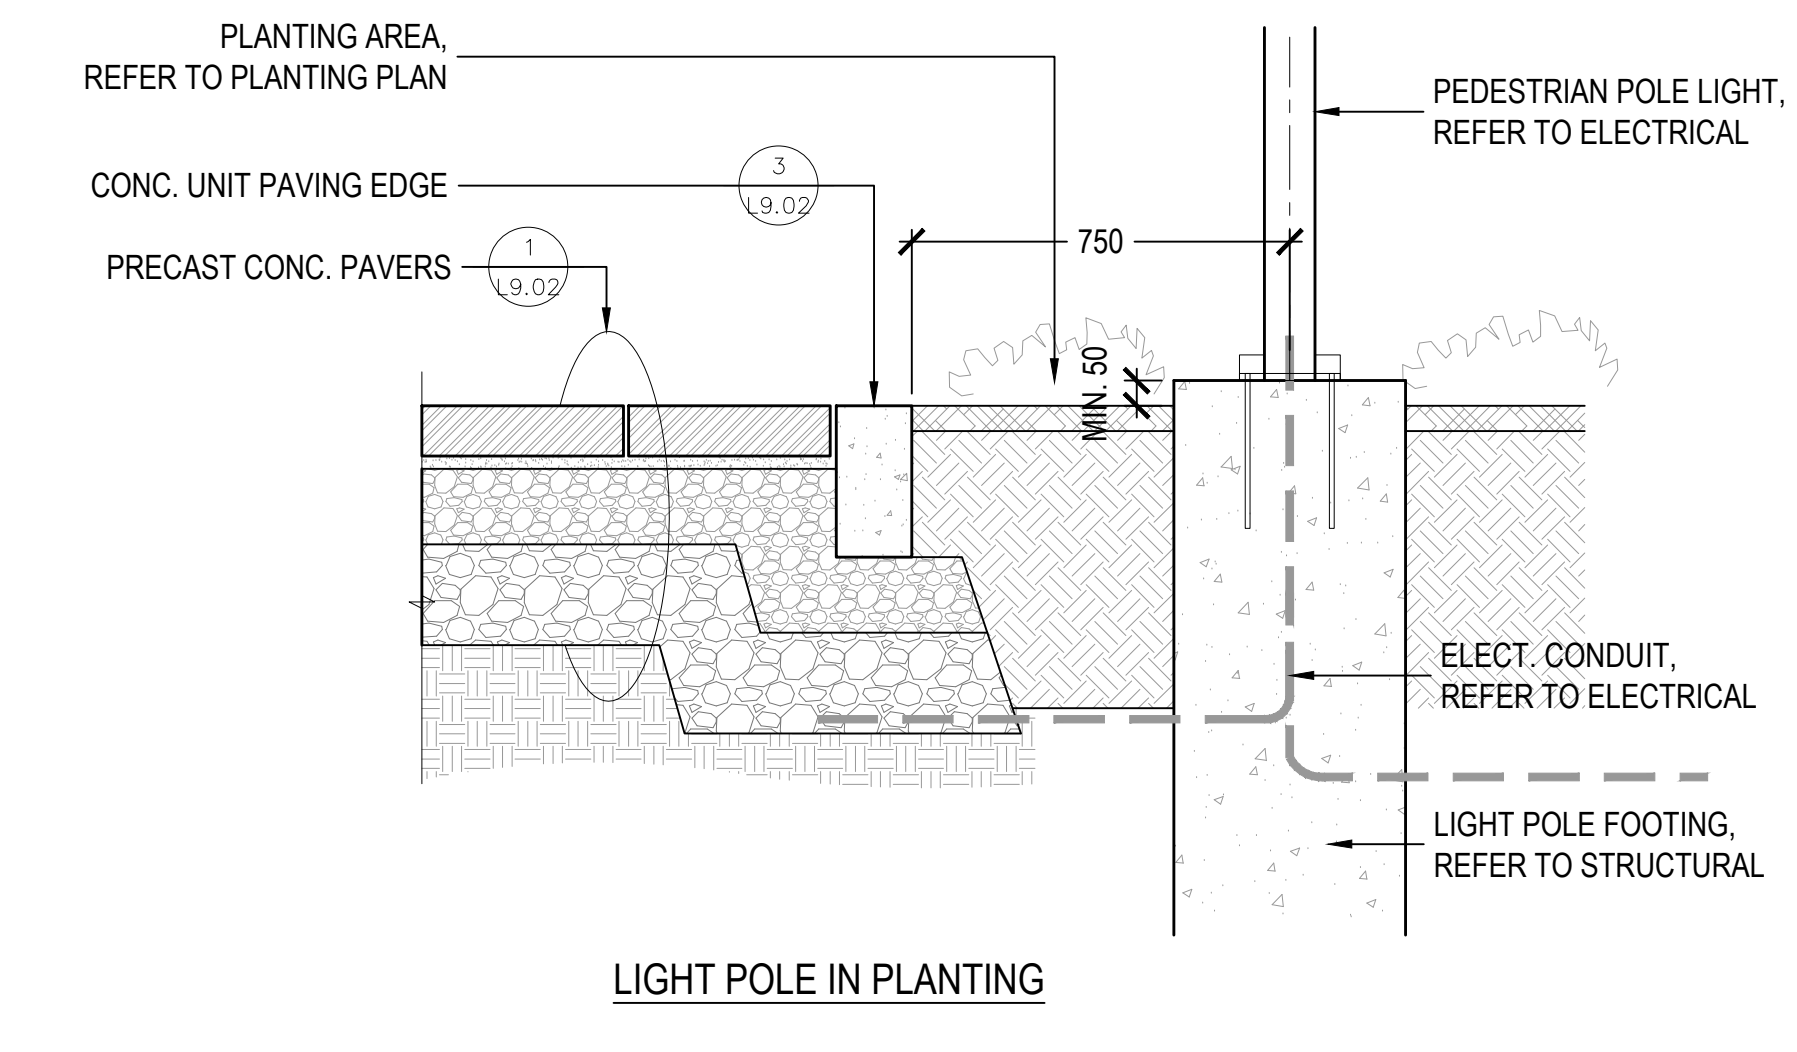 PLANTING AREA,
REFER TO PLANTING PLAN
PEDESTRIAN POLE LIGHT,
REFER TO ELECTRICAL
CONC. UNIT PAVING EDGE
3
L9.02
PRECAST CONC. PAVERS
1
L9.02
750
MIN. 50
ELECT. CONDUIT,
REFER TO ELECTRICAL
LIGHT POLE FOOTING,
REFER TO STRUCTURAL
LIGHT POLE IN PLANTING